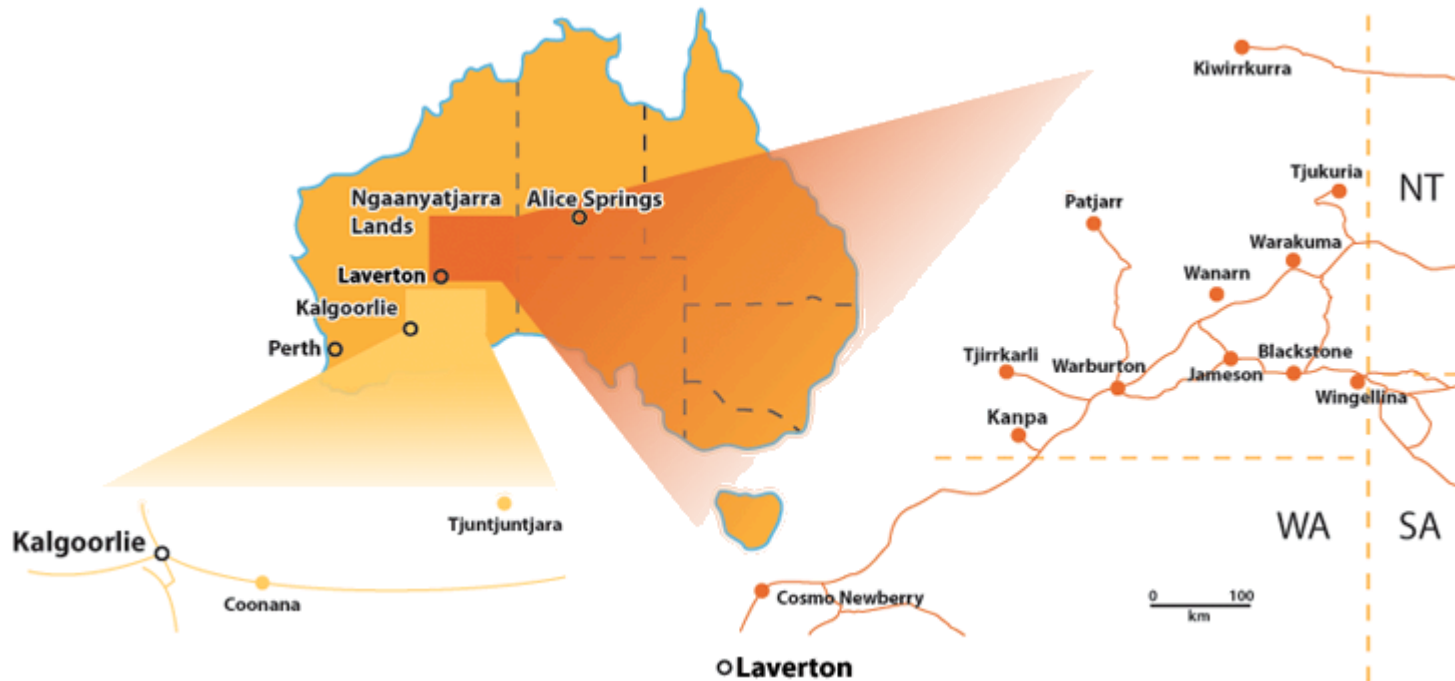 Kiwirrkurra
Tjukuria
NT
Ngaanyatjarra
Lands
Alice Springs
Patjarr
Warakuma
Wanarn
Laverton
Kalgoorlie
Perth
Tjirrkarli
Warburton
Blackstone
Jameson
Wingellina
Kanpa
Tjuntjuntjara
WA
SA
Kalgoorlie
Coonana
Cosmo Newberry
0 100
km
Laverton